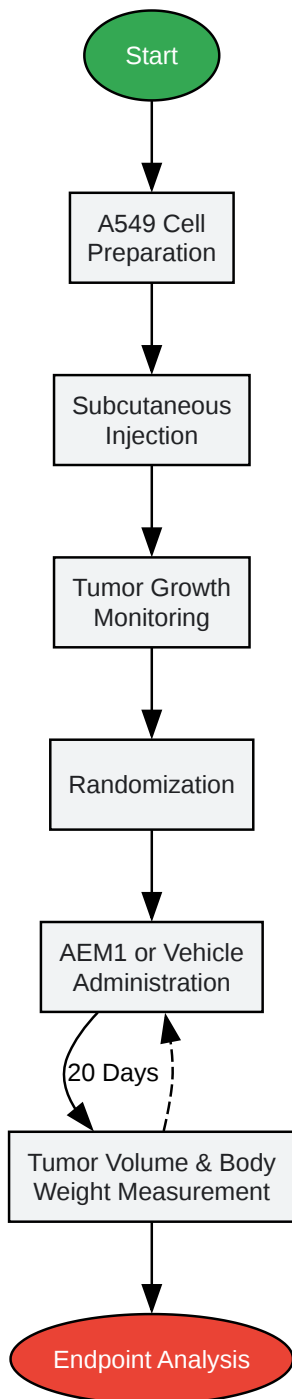 Start
A549 Cell
Preparation
Subcutaneous
Injection
Tumor Growth
Monitoring
Randomization
AEM1 or Vehicle
Administration
20 Days
Tumor Volume & Body
Weight Measurement
Endpoint Analysis